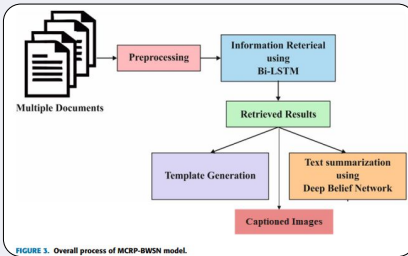 Multiple Documents
Preprocessing
Information Reterical
using
Bi-LSTM
Retrieved Results
Template Generation
Text summarization
using
Deep Belief Network
Captioned Images
FIGURE 3. Overall process of MCRP-BWSN model.